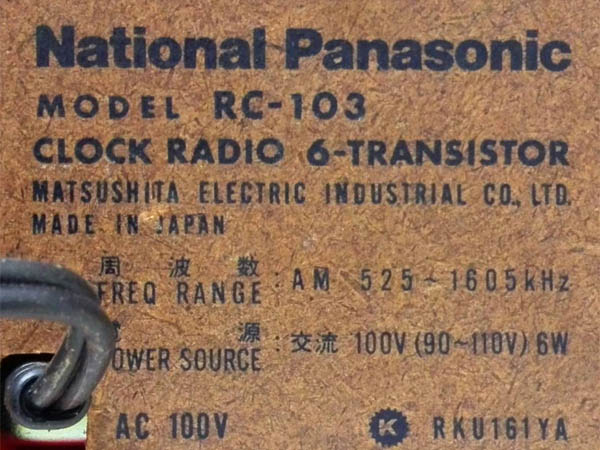 National Panasonic
MODEL RC-103
CLOCK RADIO 6-TRANSISTOR
MATSUSHITA ELECTRIC INDUSTRIAL CO., LTD.
MADE IN JAPAN
周波数
FREQ RANGE : AM 525~1605kHz
源
OWER SOURCE : 交流 100V (90~110V) 6W
AC 100V K RKU161YA